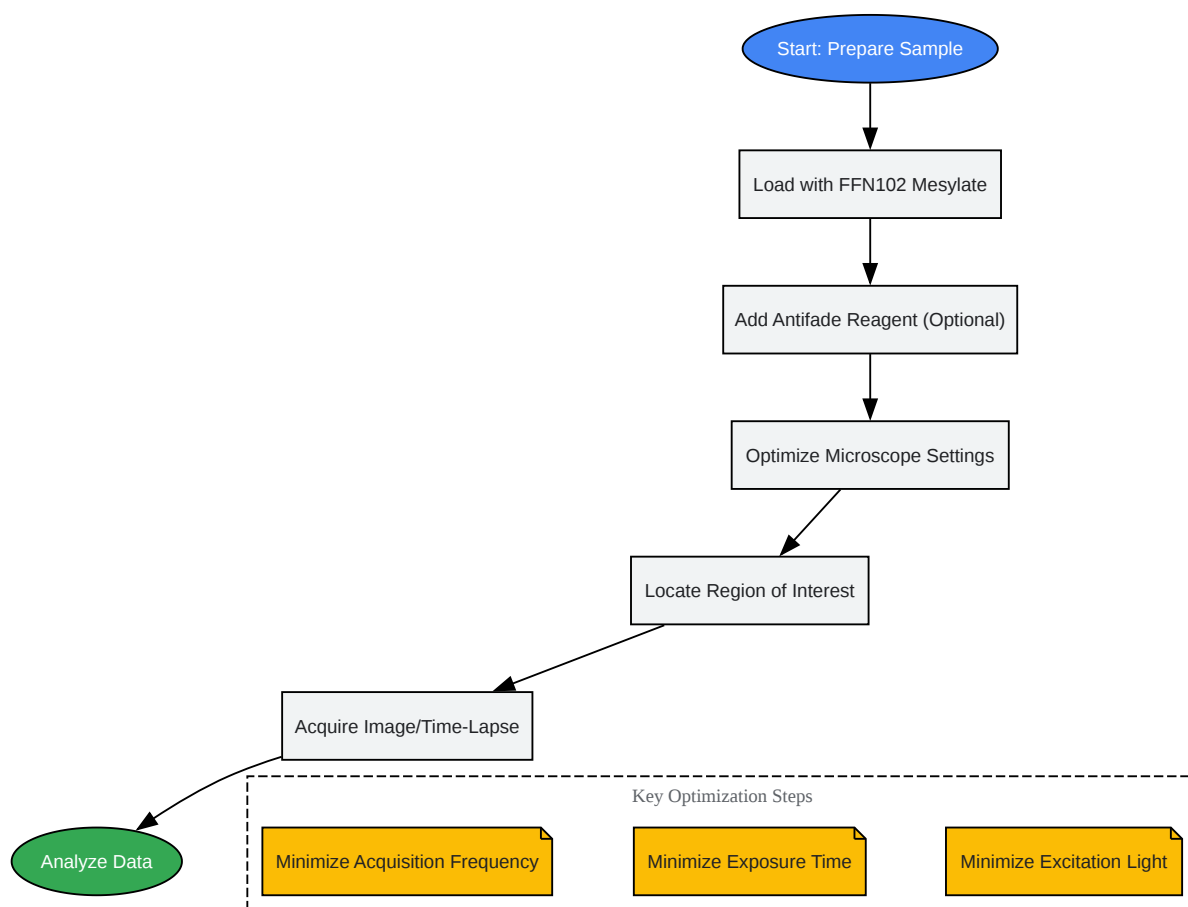 Start: Prepare Sample
Load with FFN102 Mesylate
Add Antifade Reagent (Optional)
Optimize Microscope Settings
Locate Region of Interest
Acquire Image/Time-Lapse
Key Optimization Steps
Analyze Data
Minimize Acquisition Frequency
Minimize Exposure Time
Minimize Excitation Light